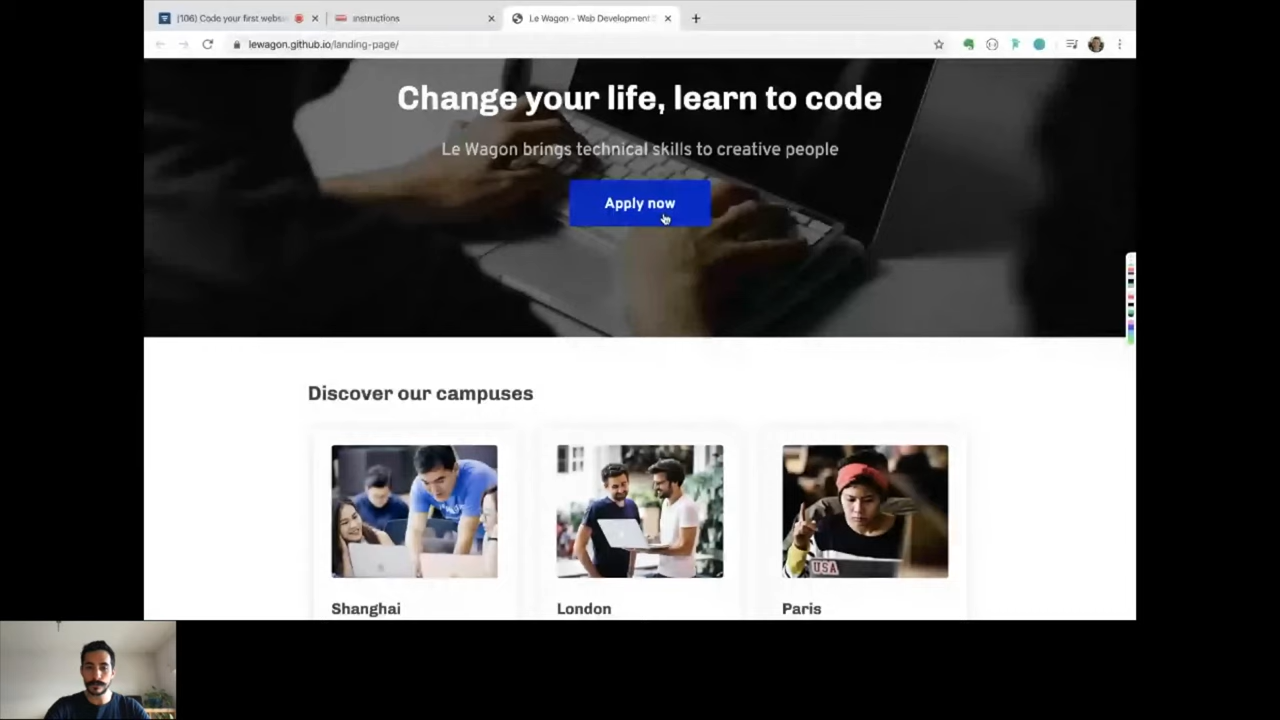 (106) Code your first websi
instructions
Le Wagon - Web Development
lewagon.github.io/landing-page/
Change your life, learn to code
Le Wagon brings technical skills to creative people
Apply now
Discover our campuses
USA
Shanghai
London
Paris